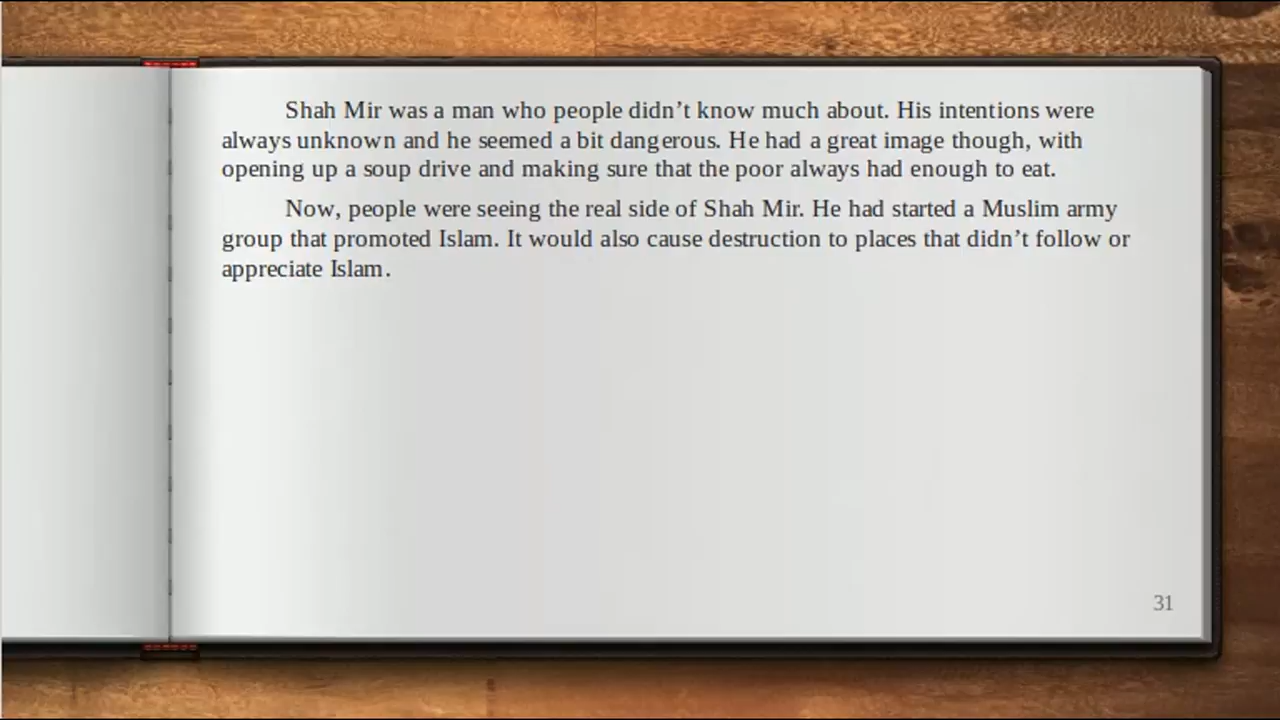 Shah Mir was a man who people didn’t know much about. His intentions were
always unknown and he seemed a bit dangerous. He had a great image though, with
opening up a soup drive and making sure that the poor always had enough to eat.
Now, people were seeing the real side of Shah Mir. He had started a Muslim army
group that promoted Islam. It would also cause destruction to places that didn’t follow or
appreciate Islam.
31